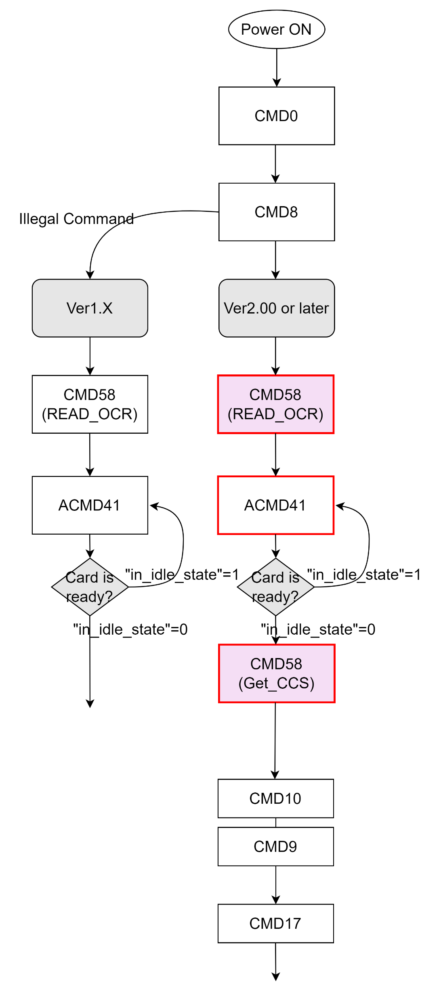 Power ON
CMD0
CMD8
Illegal Command
Ver1.X
Ver2.00 or later
CMD58
(READ_OCR)
CMD58
(READ_OCR)
ACMD41
ACMD41
Card is
ready?
"in_idle_state"=1
Card is
ready?
"in_idle_state"=1
"in_idle_state"=0
"in_idle_state"=0
CMD58
(Get_CCS)
CMD10
CMD9
CMD17